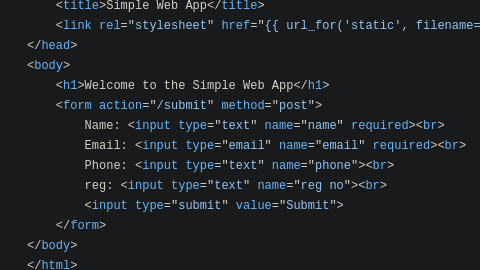 <title>Simple Web App</title>
<link rel="stylesheet" href="{{ url_for('static', filename=
</head>
<body>
<h1>Welcome to the Simple Web App</h1>
<form action="/submit" method="post">
Name: <input type="text" name="name" required><br>
Email: <input type="email" name="email" required><br>
Phone: <input type="text" name="phone"><br>
reg: <input type="text" name="reg no"><br>
<input type="submit" value="Submit">
</form>
</body>
</html>